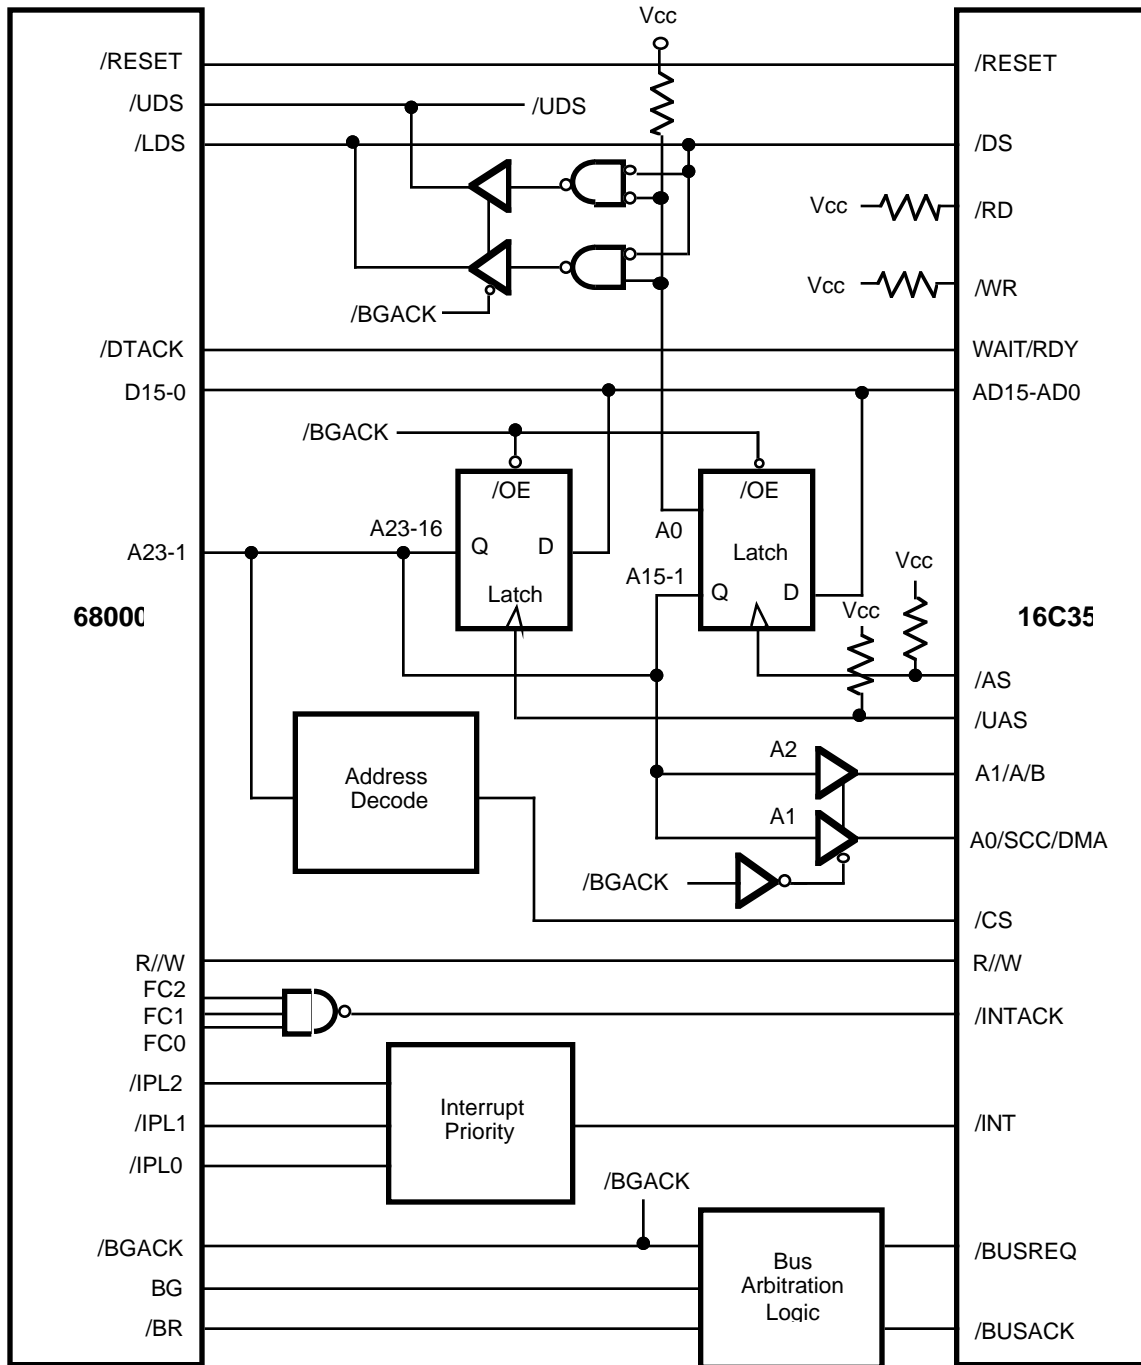 Vcc
/RESET
/RESET
/UDS
/UDS
/LDS
/DS
Vcc
/RD
Vcc
/WR
/BGACK
/DTACK
WAIT/RDY
D15-0
AD15-AD0
/BGACK
/OE
/OE
A23-16
A0
A23-1
Q
D
Latch
Vcc
A15-1
Latch
Q
D
Vcc
68000
16C35
/AS
/UAS
A2
A1/A/B
Address
Decode
A1
A0/SCC/DMA
/BGACK
/CS
R//W
R//W
FC2
FC1
/INTACK
FC0
/IPL2
Interrupt
Priority
/IPL1
/INT
/IPL0
/BGACK
/BGACK
/BUSREQ
Bus
Arbitration
Logic
BG
/BR
/BUSACK